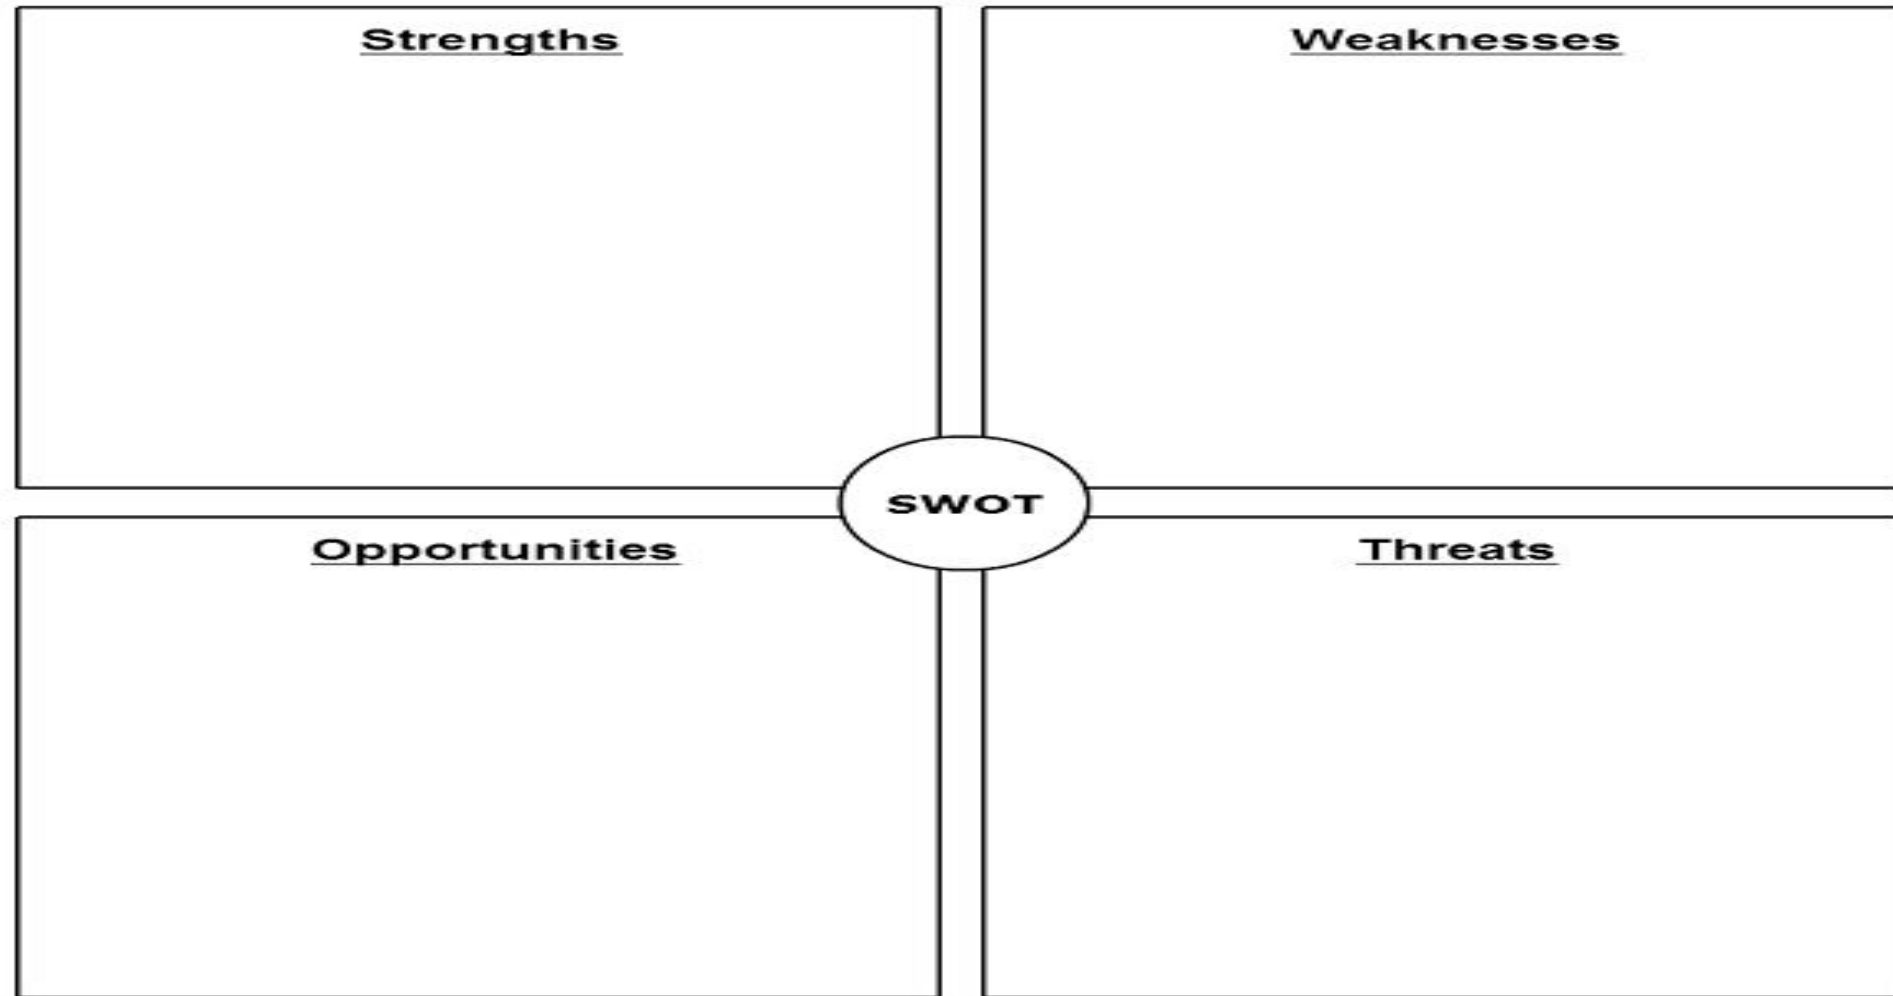 Strengths
Weaknesses
SWOT
Opportunities
Threats